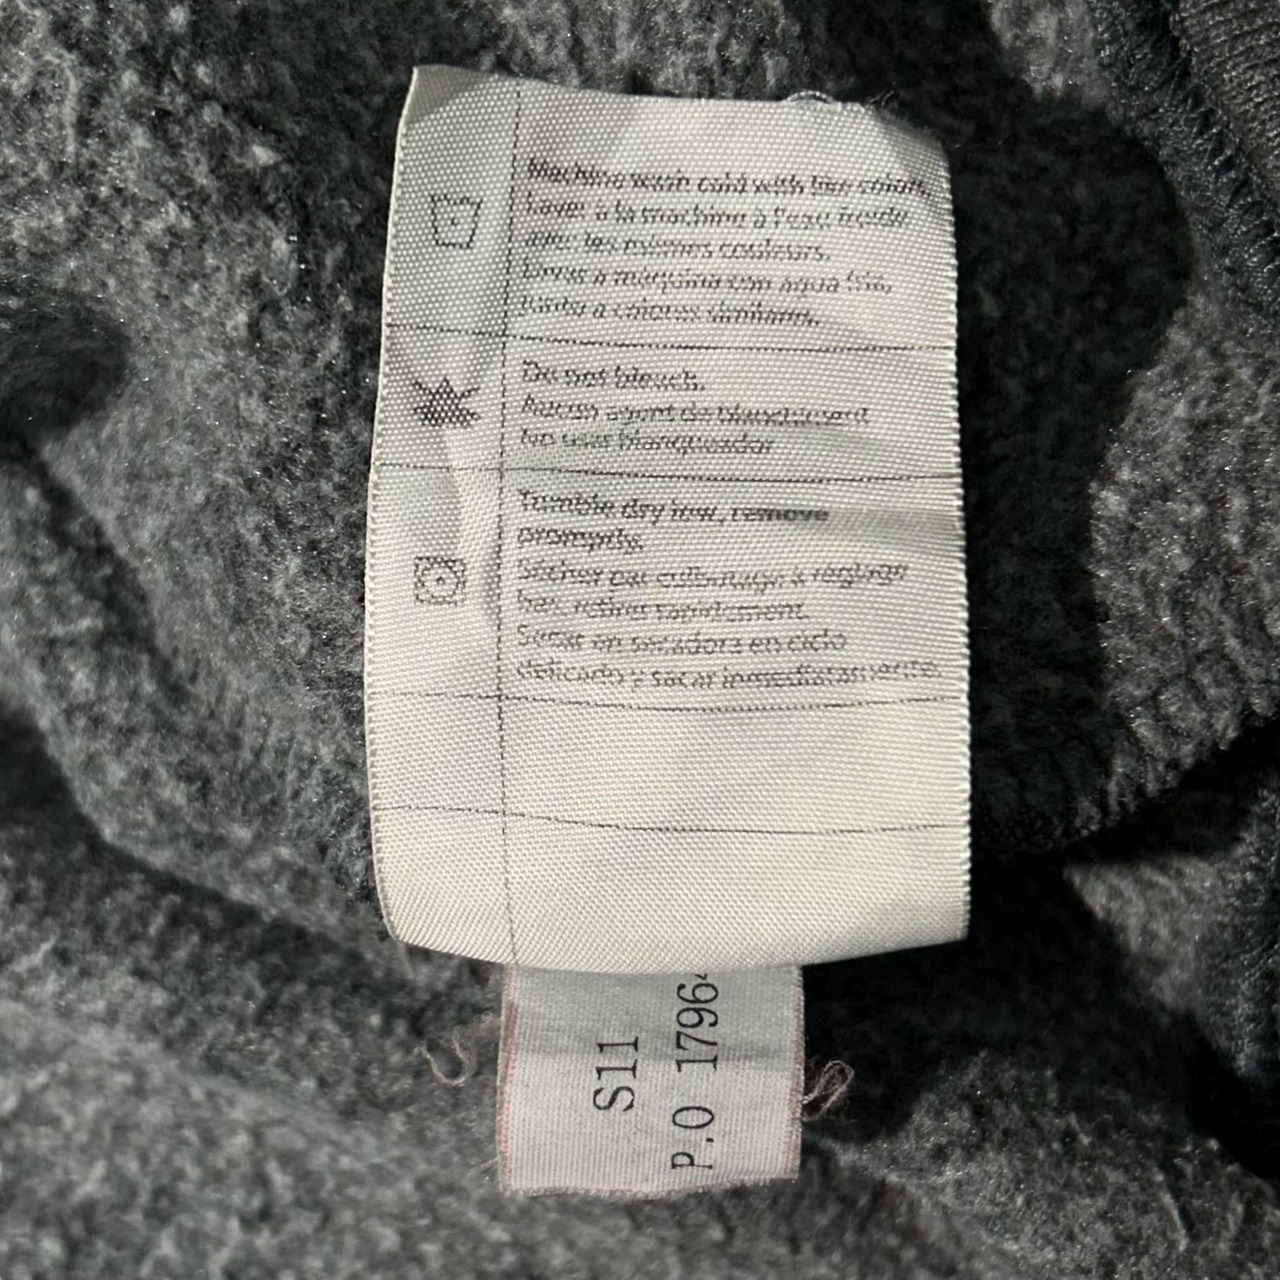 Machine wash cold with like colors.
Laver à la machine à l'eau froide
avec les mêmes couleurs.
Lavar a máquina con agua fría,
junto a colores similares.
Do not bleach.
Aucun agent de blanchiment
No usar blanqueador
Tumble dry low, remove
promptly.
Sécher par culbutage à réglage
bas, retirer rapidement.
Secar en secadora en ciclo
delicado y sacar inmediatamente.
S11
P.O 1796